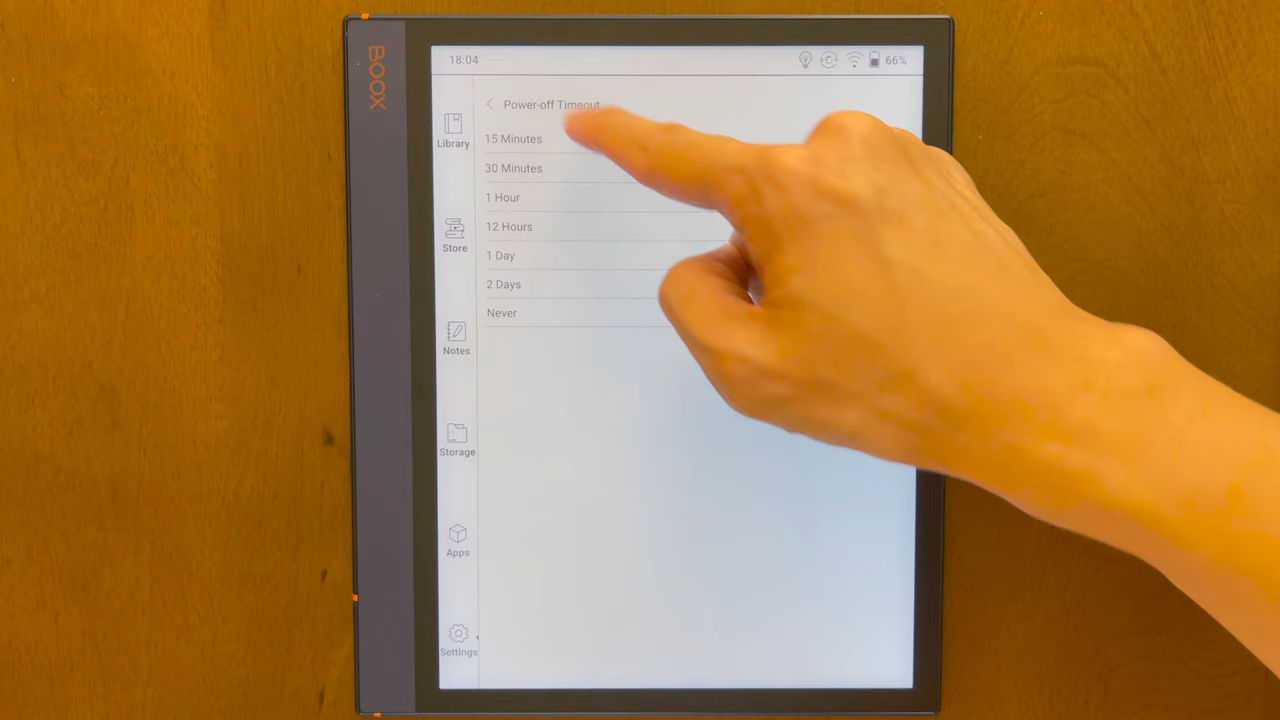 BOOX
18:04
66%
Power-off Timeout
15 Minutes
30 Minutes
1 Hour
12 Hours
1 Day
2 Days
Never
Library
Store
Notes
Storage
Apps
Settings